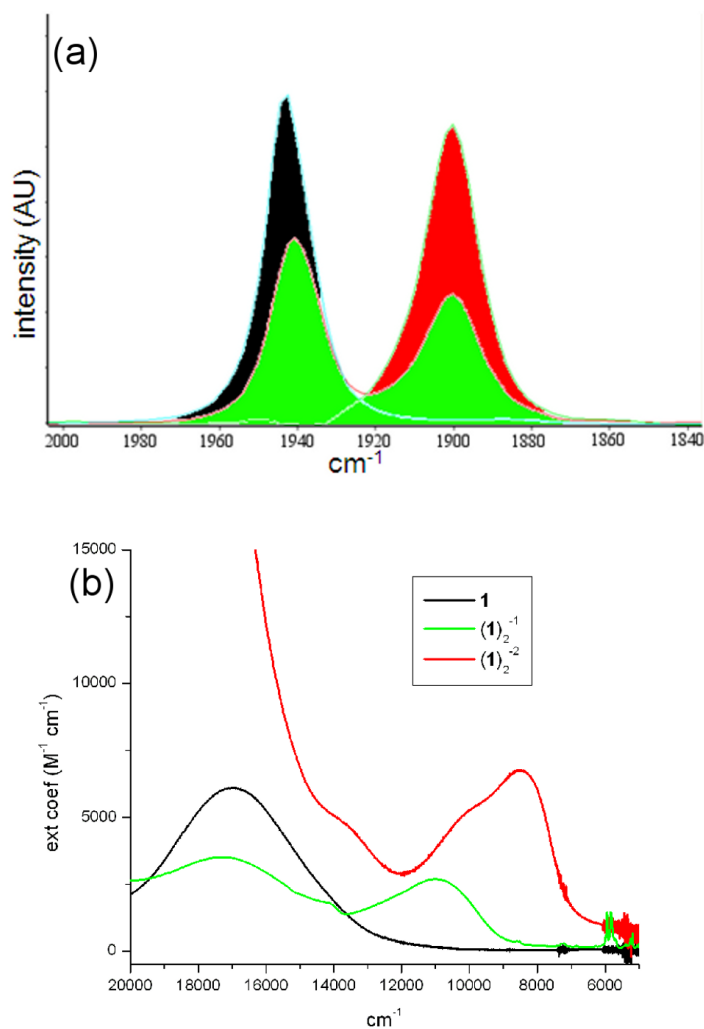 (a)
intensity (AU)
2000 1980 1960 1940 1920 1900 1880 1860 1840
cm⁻¹
(b)
15000
10000
5000
0
ext coef (M⁻¹ cm⁻¹)
1
(1)₂⁻¹
(1)₂⁻²
20000 18000 16000 14000 12000 10000 8000 6000
cm⁻¹